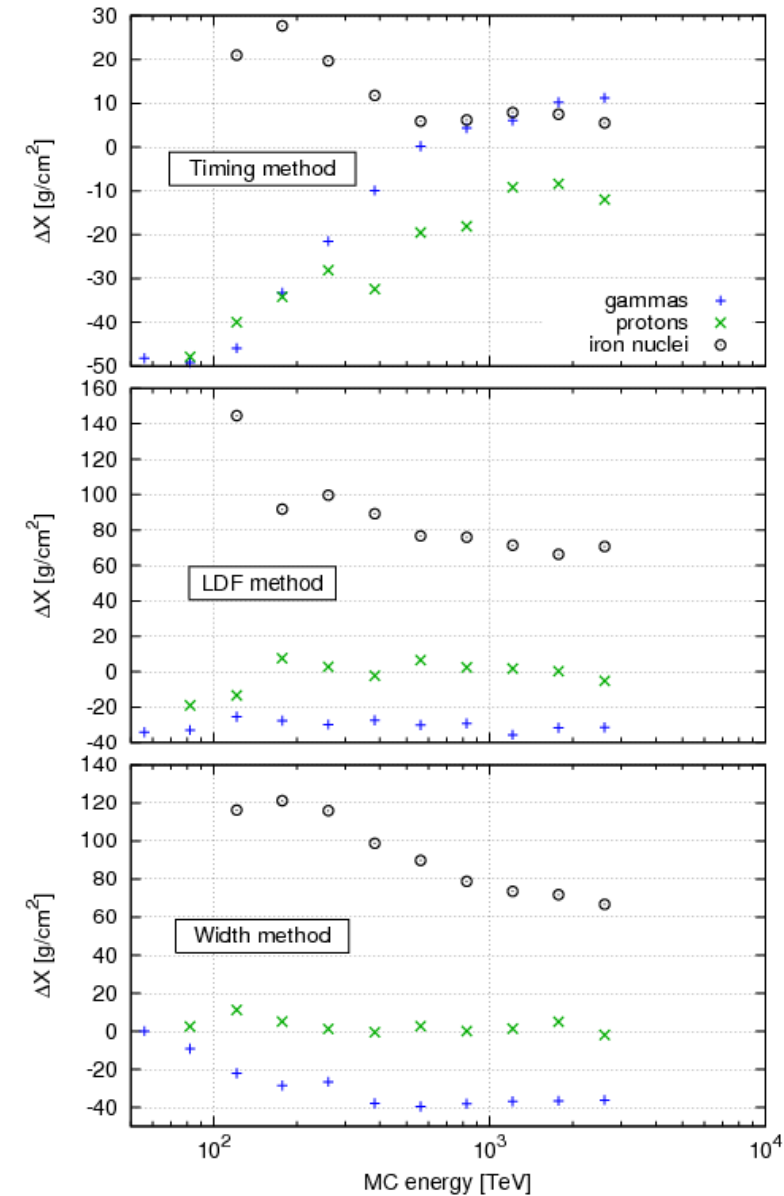 30
20
10
0
-10
-20
-30
-40
-50
ΔX [g/cm²]
Timing method
gammas
protons
iron nuclei
160
140
120
100
80
60
40
20
0
-20
-40
ΔX [g/cm²]
LDF method
140
120
100
80
60
40
20
0
-20
-40
ΔX [g/cm²]
Width method
10² 10³ 10⁴
MC energy [TeV]